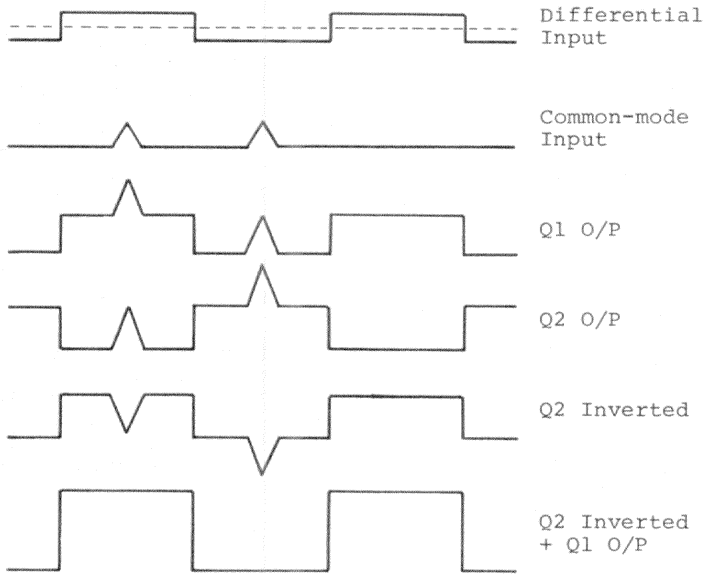 Differential
Input
Common-mode
Input
Q1 O/P
Q2 O/P
Q2 Inverted
Q2 Inverted
+ Q1 O/P